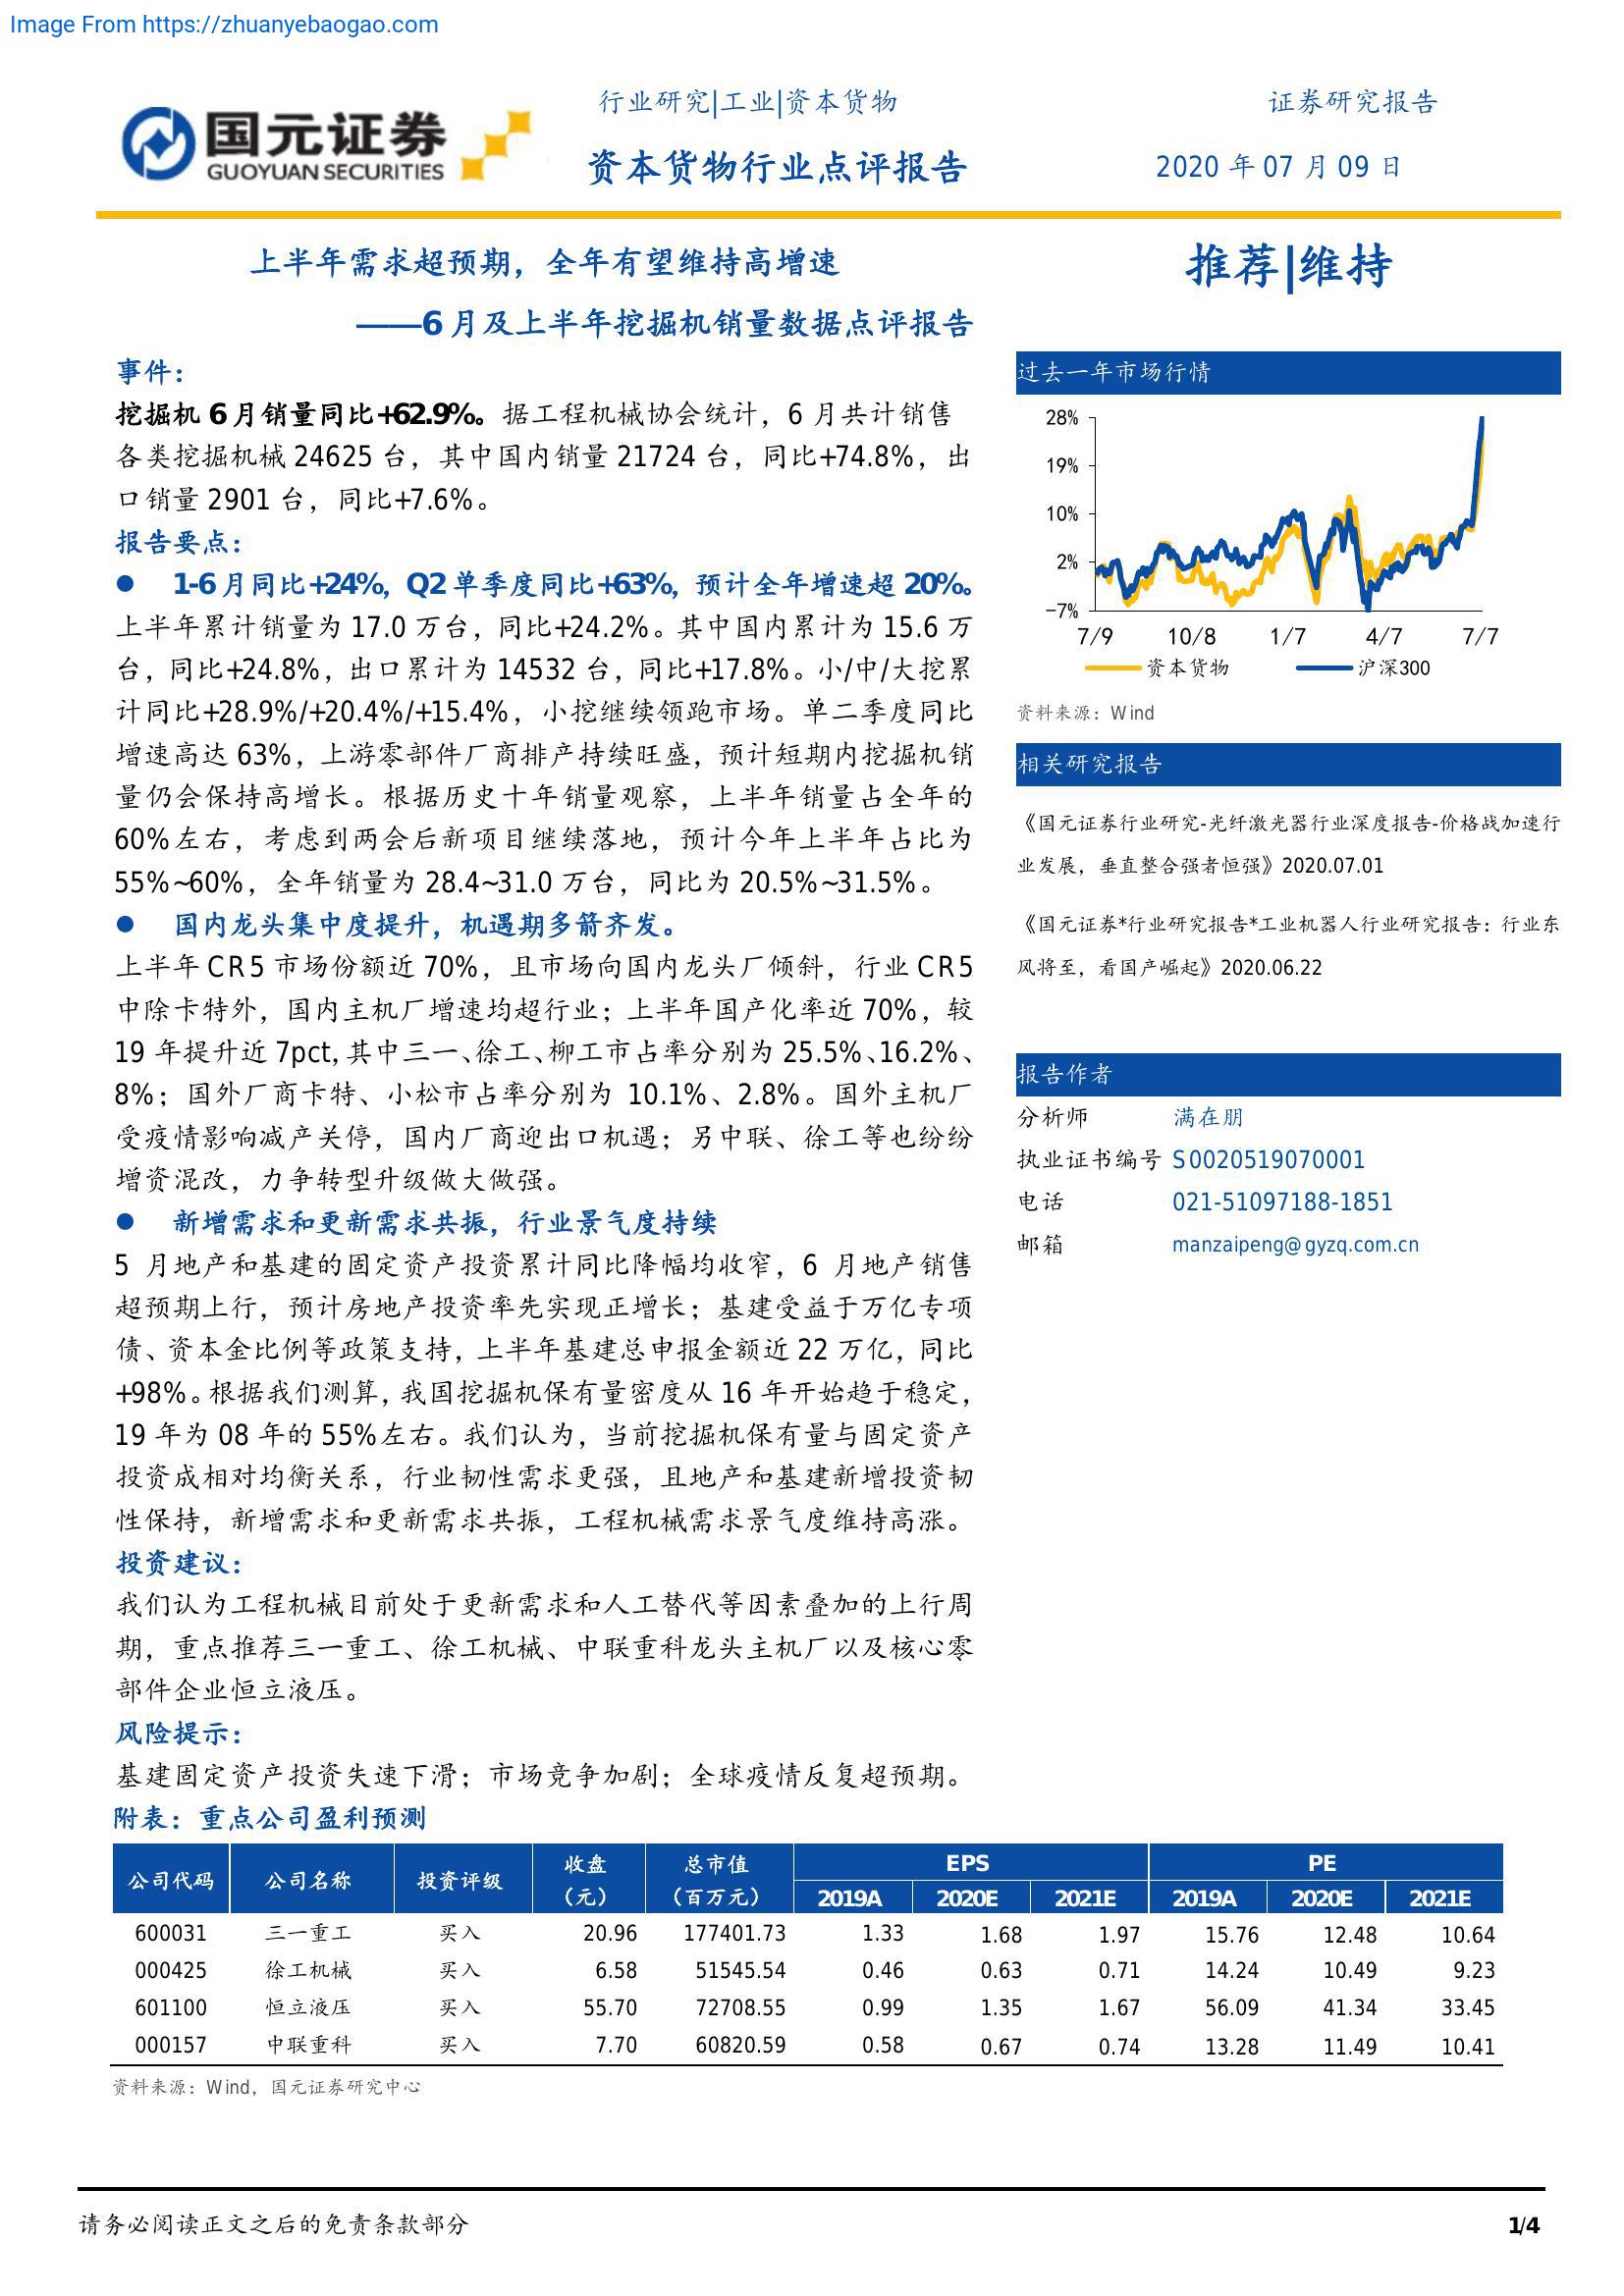 Image From https://zhuanyebaogao.com
国元证券
GUOYUAN SECURITIES
行业研究|工业|资本货物
证券研究报告
资本货物行业点评报告
2020 年 07 月 09 日
上半年需求超预期，全年有望维持高增速
——6 月及上半年挖掘机销量数据点评报告
事件：
挖掘机 6 月销量同比+62.9%。据工程机械协会统计，6 月共计销售
各类挖掘机械 24625 台，其中国内销量 21724 台，同比+74.8%，出
口销量 2901 台，同比+7.6%。
报告要点：
● 1-6 月同比+24%，Q2 单季度同比+63%，预计全年增速超 20%。
上半年累计销量为 17.0 万台，同比+24.2%。其中国内累计为 15.6 万
台，同比+24.8%，出口累计为 14532 台，同比+17.8%。小/中/大挖累
计同比+28.9%/+20.4%/+15.4%，小挖继续领跑市场。单二季度同比
增速高达 63%，上游零部件厂商排产持续旺盛，预计短期内挖掘机销
量仍会保持高增长。根据历史十年销量观察，上半年销量占全年的
60%左右，考虑到两会后新项目继续落地，预计今年上半年占比为
55%~60%，全年销量为 28.4~31.0 万台，同比为 20.5%~31.5%。
● 国内龙头集中度提升，机遇期多箭齐发。
上半年 CR5 市场份额近 70%，且市场向国内龙头厂倾斜，行业 CR5
中除卡特外，国内主机厂增速均超行业；上半年国产化率近 70%，较
19 年提升近 7pct，其中三一、徐工、柳工市占率分别为 25.5%、16.2%、
8%；国外厂商卡特、小松市占率分别为 10.1%、2.8%。国外主机厂
受疫情影响减产关停，国内厂商迎出口机遇；另中联、徐工等也纷纷
增资混改，力争转型升级做大做强。
● 新增需求和更新需求共振，行业景气度持续
5 月地产和基建的固定资产投资累计同比降幅均收窄，6 月地产销售
超预期上行，预计房地产投资率先实现正增长；基建受益于万亿专项
债、资本金比例等政策支持，上半年基建总申报金额近 22 万亿，同比
+98%。根据我们测算，我国挖掘机保有量密度从 16 年开始趋于稳定，
19 年为 08 年的 55%左右。我们认为，当前挖掘机保有量与固定资产
投资成相对均衡关系，行业韧性需求更强，且地产和基建新增投资韧
性保持，新增需求和更新需求共振，工程机械需求景气度维持高涨。
投资建议：
我们认为工程机械目前处于更新需求和人工替代等因素叠加的上行周
期，重点推荐三一重工、徐工机械、中联重科龙头主机厂以及核心零
部件企业恒立液压。
风险提示：
基建固定资产投资失速下滑；市场竞争加剧；全球疫情反复超预期。
推荐|维持
过去一年市场行情
28%
19%
10%
2%
-7%
7/9 10/8 1/7 4/7 7/7
资本货物 沪深300
资料来源：Wind
相关研究报告
《国元证券行业研究-光纤激光器行业深度报告-价格战加速行
业发展，垂直整合强者恒强》2020.07.01
《国元证券*行业研究报告*工业机器人行业研究报告：行业东
风将至，看国产崛起》2020.06.22
报告作者
分析师 满在朋
执业证书编号 S0020519070001
电话 021-51097188-1851
邮箱 manzaipeng@gyzq.com.cn
附表：重点公司盈利预测
公司代码 公司名称 投资评级 收盘（元） 总市值（百万元） EPS PE
2019A 2020E 2021E 2019A 2020E 2021E
600031 三一重工 买入 20.96 177401.73 1.33 1.68 1.97 15.76 12.48 10.64
000425 徐工机械 买入 6.58 51545.54 0.46 0.63 0.71 14.24 10.49 9.23
601100 恒立液压 买入 55.70 72708.55 0.99 1.35 1.67 56.09 41.34 33.45
000157 中联重科 买入 7.70 60820.59 0.58 0.67 0.74 13.28 11.49 10.41
资料来源：Wind，国元证券研究中心
请务必阅读正文之后的免责条款部分
1/4